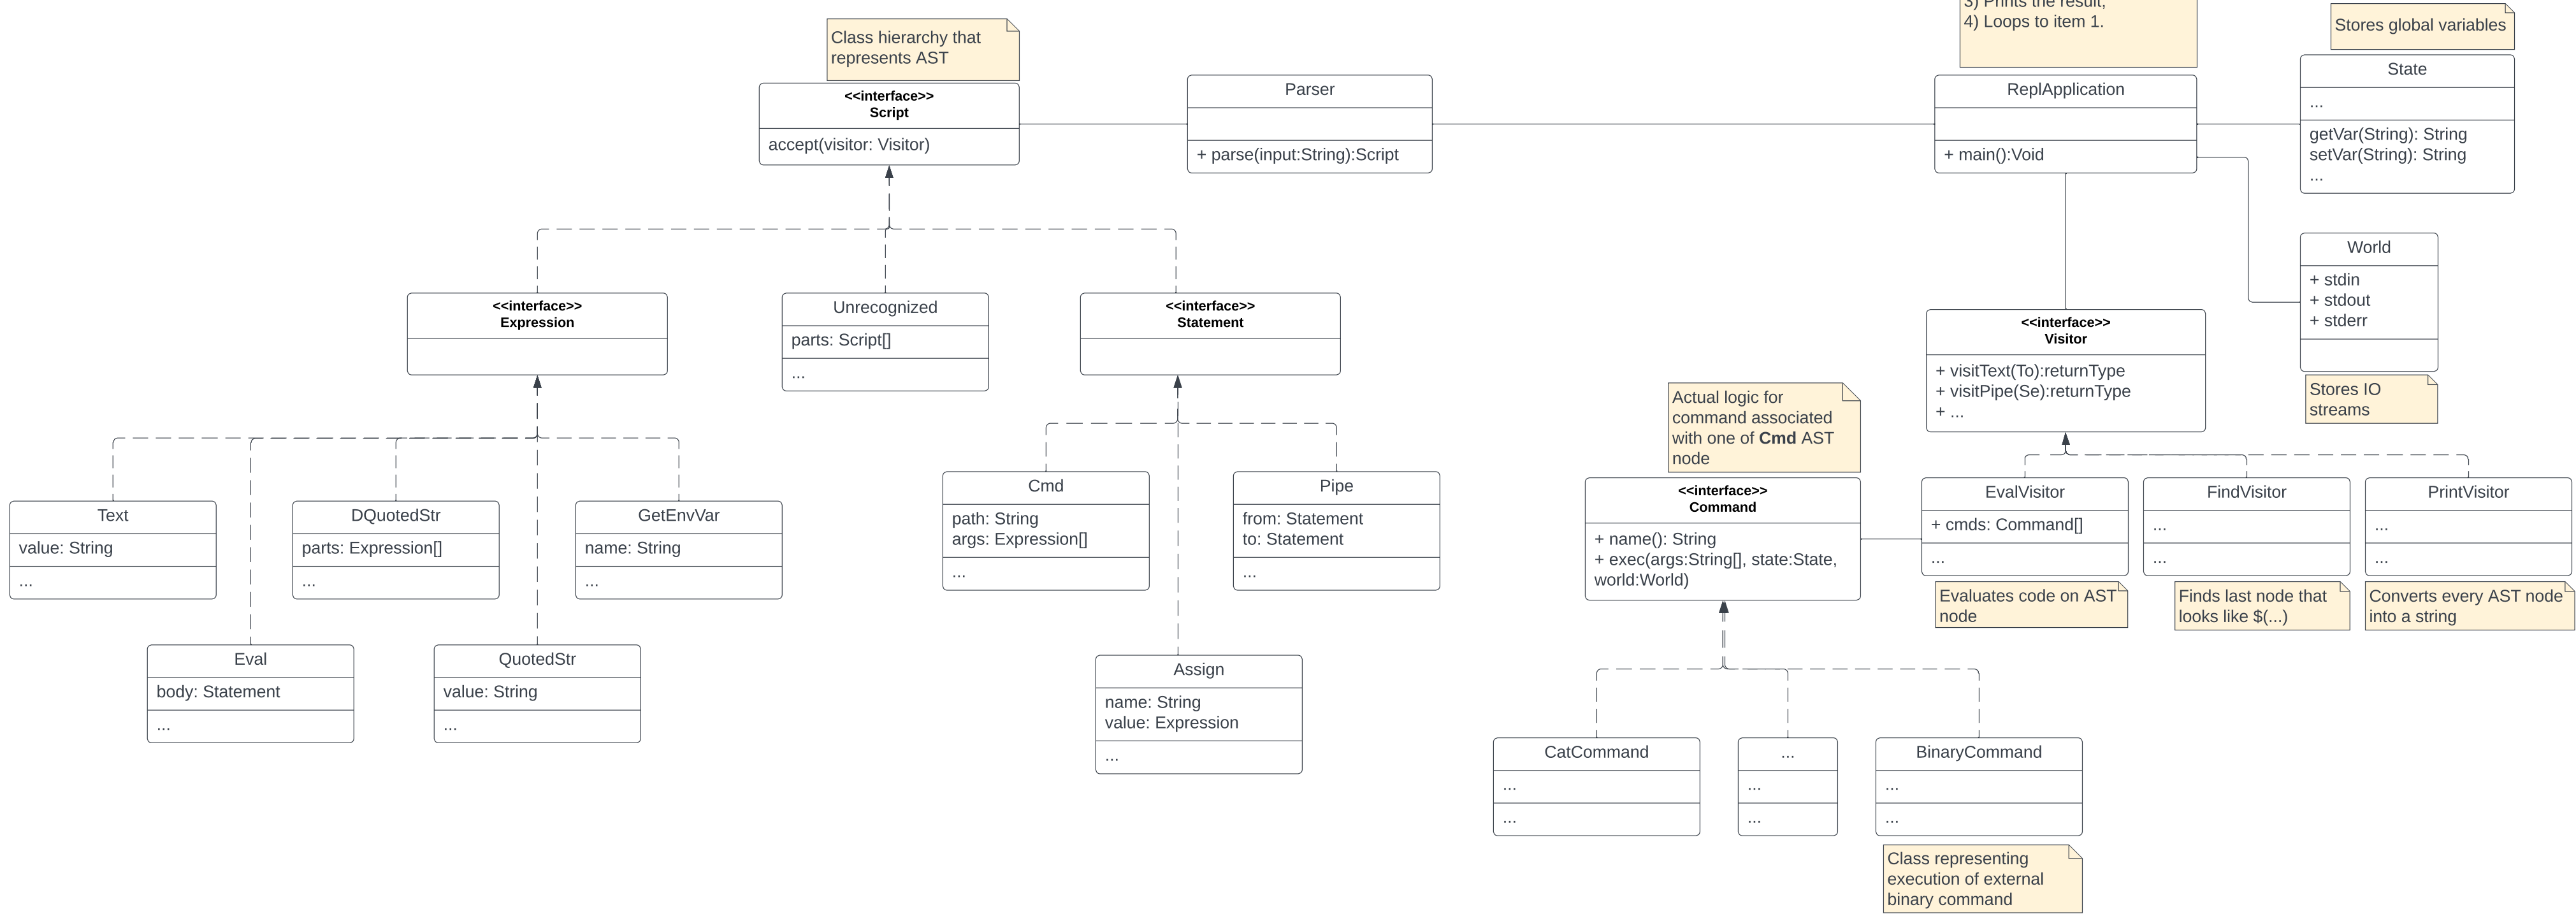 3) Prints the result;
4) Loops to item 1.
Stores global variables
Class hierarchy that
represents AST
<<interface>>
Script
accept(visitor: Visitor)
Parser
+ parse(input:String):Script
ReplApplication
+ main():Void
State
...
getVar(String): String
setVar(String): String
...
World
+ stdin
+ stdout
+ stderr
Stores IO
streams
<<interface>>
Expression
Unrecognized
parts: Script[]
...
<<interface>>
Statement
<<interface>>
Visitor
+ visitText(To):returnType
+ visitPipe(Se):returnType
+ ...
Actual logic for
command associated
with one of Cmd AST
node
Text
value: String
...
DQuotedStr
parts: Expression[]
...
GetEnvVar
name: String
...
Cmd
path: String
args: Expression[]
...
Pipe
from: Statement
to: Statement
...
<<interface>>
Command
+ name(): String
+ exec(args:String[], state:State,
world:World)
EvalVisitor
+ cmds: Command[]
...
FindVisitor
...
...
PrintVisitor
...
...
Evaluates code on AST
node
Finds last node that
looks like $(...)
Converts every AST node
into a string
Eval
body: Statement
...
QuotedStr
value: String
...
Assign
name: String
value: Expression
...
CatCommand
...
...
...
...
...
BinaryCommand
...
...
Class representing
execution of external
binary command